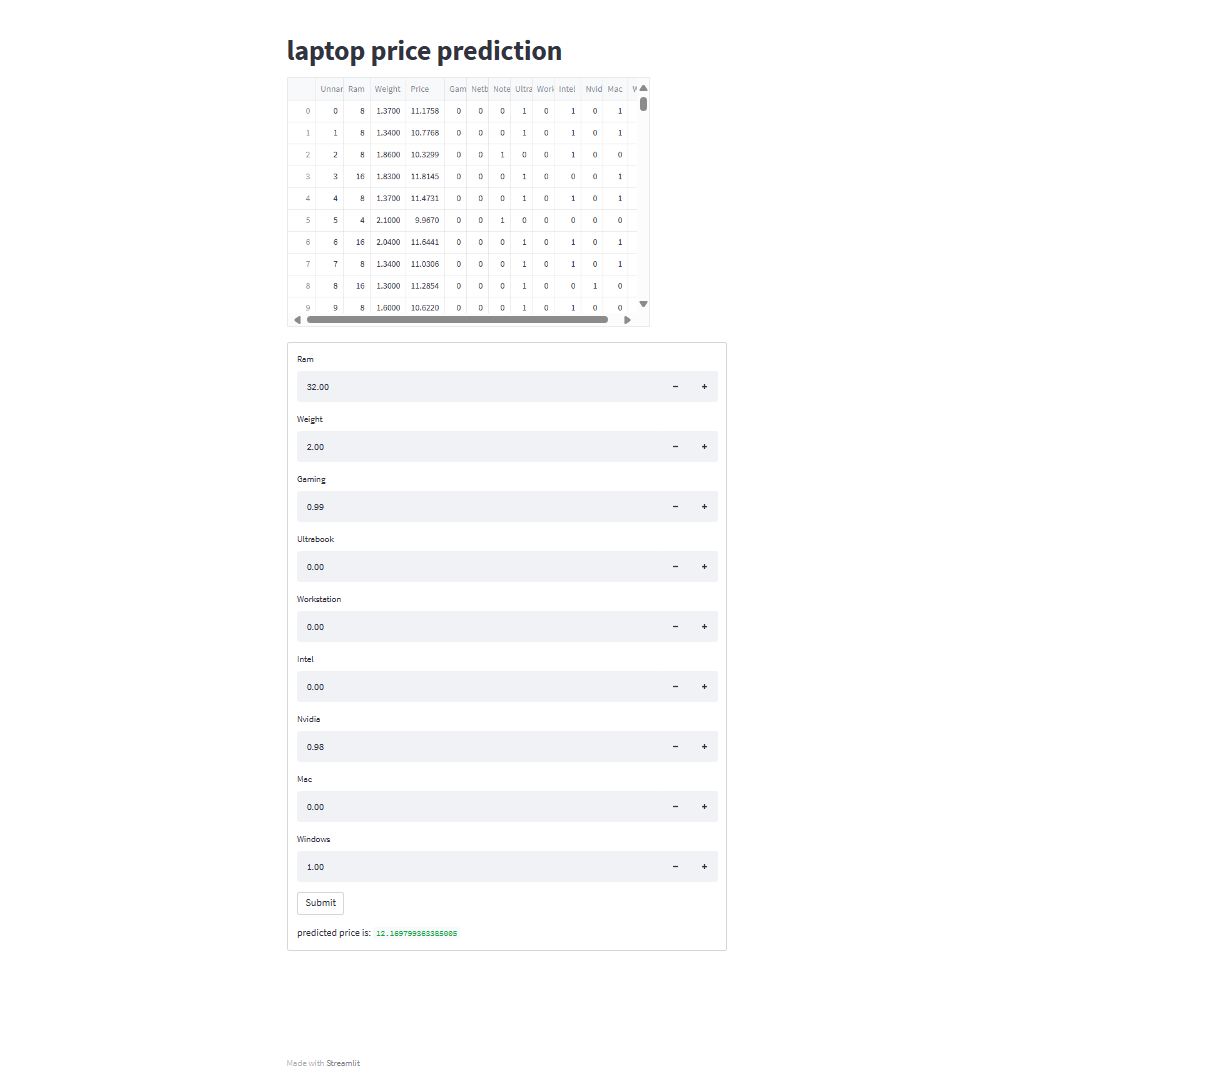 laptop price prediction
Unnar Ram Weight Price Gam Netb Note Ultra Work Intel Nvid Mac W
0 0 8 1.3700 11.1758 0 0 0 1 0 1 0 1
1 1 8 1.3400 10.7768 0 0 0 1 0 1 0 1
2 2 8 1.8600 10.3299 0 0 1 0 0 1 0 0
3 3 16 1.8300 11.8145 0 0 0 1 0 0 0 1
4 4 8 1.3700 11.4731 0 0 0 1 0 1 0 1
5 5 4 2.1000 9.9670 0 0 1 0 0 0 0 0
6 6 16 2.0400 11.6441 0 0 0 1 0 1 0 1
7 7 8 1.3400 11.0306 0 0 0 1 0 1 0 1
8 8 16 1.3000 11.2854 0 0 0 1 0 0 1 0
9 9 8 1.6000 10.6220 0 0 0 1 0 1 0 0
Ram
32.00
Weight
2.00
Gaming
0.99
Ultrabook
0.00
Workstation
0.00
Intel
0.00
Nvidia
0.98
Mac
0.00
Windows
1.00
Submit
predicted price is: 12.169799363385005
Made with Streamlit